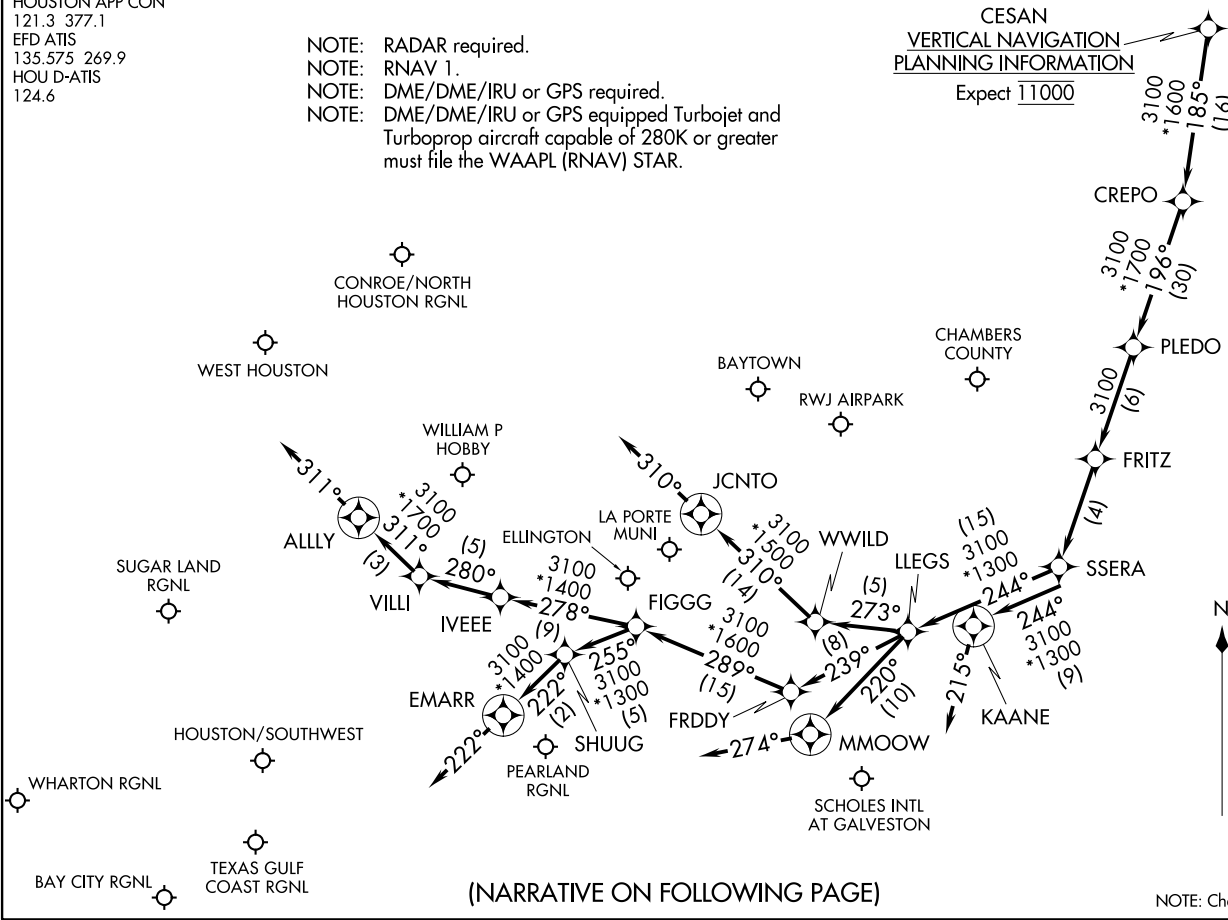 HOUSTON APP CON
121.3 377.1
EFD ATIS
135.575 269.9
HOU D-ATIS
124.6
NOTE: RADAR required.
NOTE: RNAV 1.
NOTE: DME/DME/IRU or GPS required.
NOTE: DME/DME/IRU or GPS equipped Turbojet and
Turboprop aircraft capable of 280K or greater
must file the WAAPL (RNAV) STAR.
CESAN
VERTICAL NAVIGATION
PLANNING INFORMATION
Expect 11000
3100
*1600
185°
(16)
CREPO
3100
*1700
196°
(30)
PLEDO
3100
(6)
FRITZ
(4)
SSERA
CONROE/NORTH
HOUSTON RGNL
WEST HOUSTON
CHAMBERS
COUNTY
BAYTOWN
RWJ AIRPARK
WILLIAM P
HOBBY
311°
ALLLY
3100
*1700
311°
(3)
VILLI
(5)
280°
IVEEE
ELLINGTON
3100
*1400
278°
(9)
LA PORTE
MUNI
310°
JCNTO
3100
*1500
310°
(14)
WWILD
(5)
273°
LLEGS
(15)
3100
*1300
244°
244°
3100
*1300
(9)
KAANE
215°
SUGAR LAND
RGNL
FIGGG
3100
*1600
289°
(15)
(8)
239°
220°
(10)
FRDDY
MMOOW
274°
255°
3100
*1300
(5)
SHUUG
3100
*1400
222°
(2)
EMARR
222°
PEARLAND
RGNL
HOUSTON/SOUTHWEST
WHARTON RGNL
SCHOLES INTL
AT GALVESTON
TEXAS GULF
COAST RGNL
BAY CITY RGNL
N
(NARRATIVE ON FOLLOWING PAGE)
NOTE: